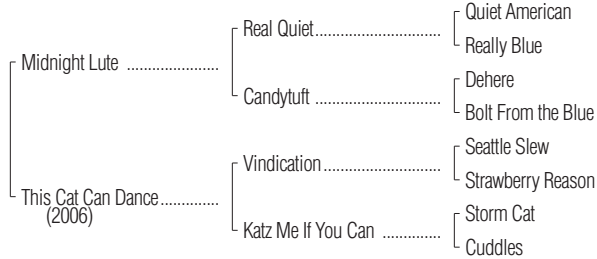 Quiet American
Real Quiet
Really Blue
Midnight Lute
Dehere
Candytuft
Bolt From the Blue
Seattle Slew
Vindication
Strawberry Reason
This Cat Can Dance
(2006)
Storm Cat
Katz Me If You Can
Cuddles